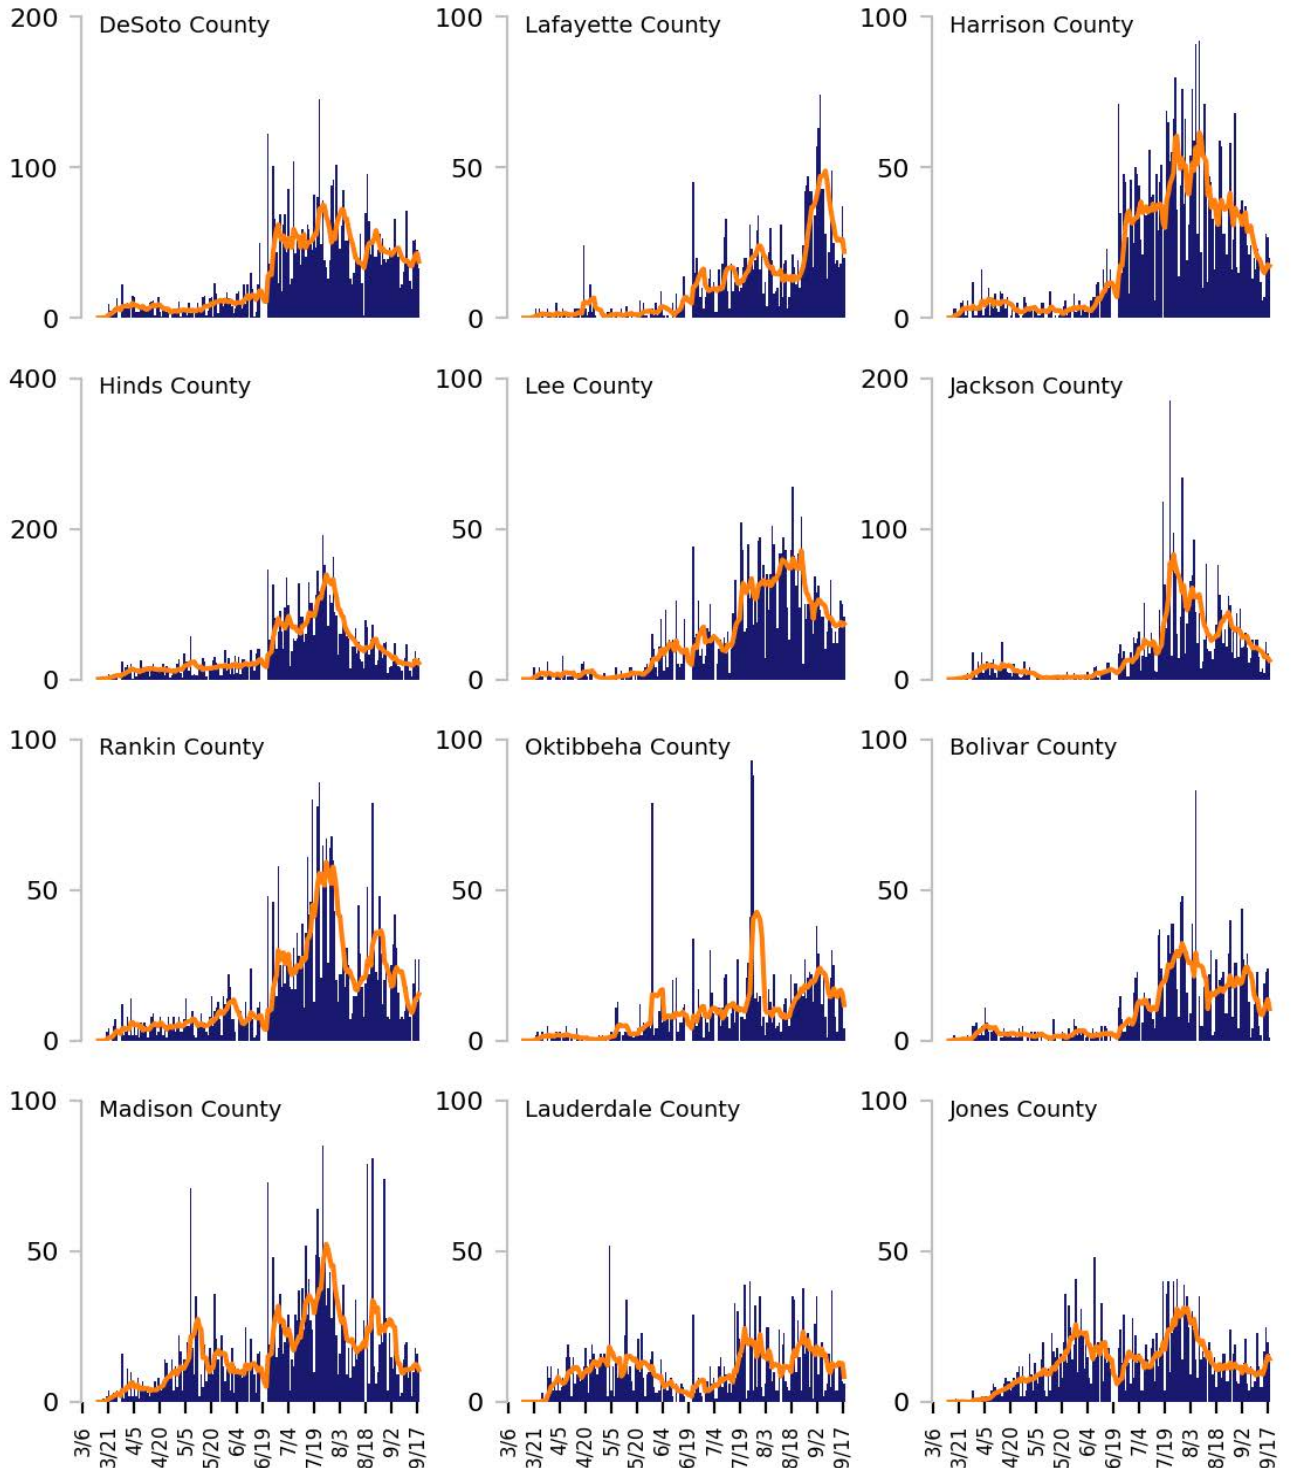 200 DeSoto County 100 Lafayette County 100 Harrison County
100 50 50
0 0 0
400 Hinds County 100 Lee County 200 Jackson County
200 50 100
0 0 0
100 Rankin County 100 Oktibbeha County 100 Bolivar County
50 50 50
0 0 0
100 Madison County 100 Lauderdale County 100 Jones County
50 50 50
0 0 0
3/6 3/21 4/5 4/20 5/5 5/20 6/4 6/19 7/4 7/19 8/3 8/18 9/2 9/17 3/6 3/21 4/5 4/20 5/5 5/20 6/4 6/19 7/4 7/19 8/3 8/18 9/2 9/17 3/6 3/21 4/5 4/20 5/5 5/20 6/4 6/19 7/4 7/19 8/3 8/18 9/2 9/17